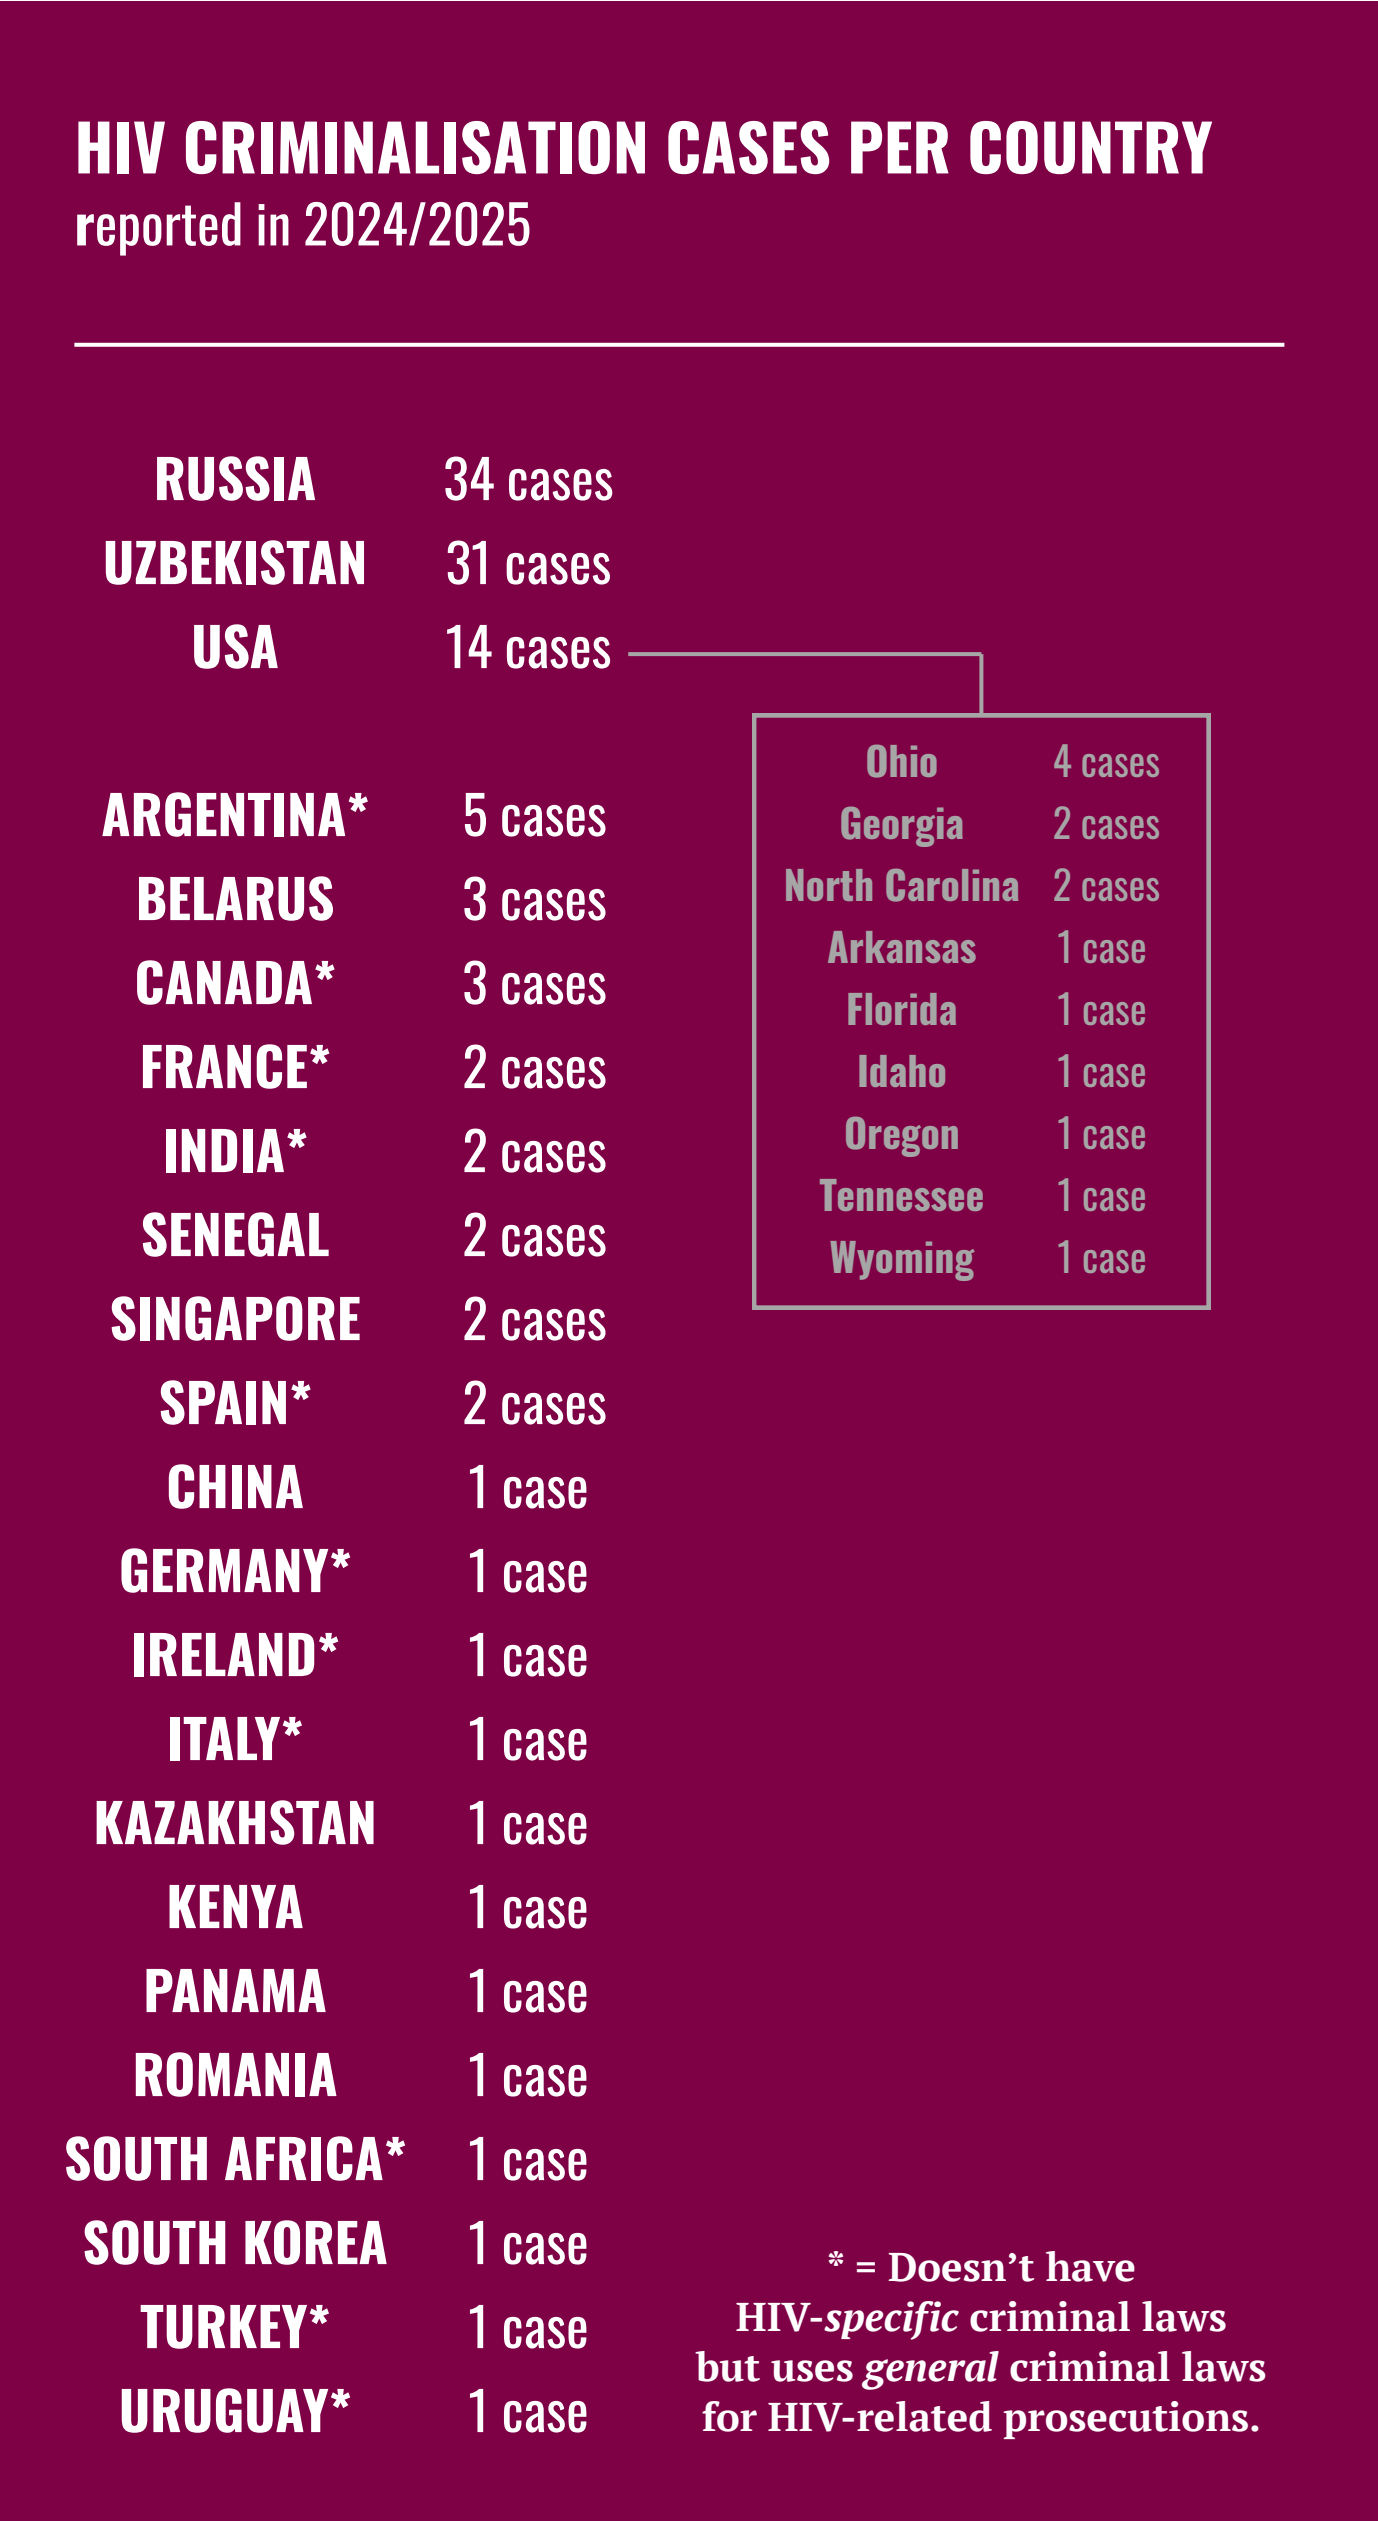 HIV CRIMINALISATION CASES PER COUNTRY
reported in 2024/2025
RUSSIA 34 cases
UZBEKISTAN 31 cases
USA 14 cases
Ohio 4 cases
Georgia 2 cases
North Carolina 2 cases
Arkansas 1 case
Florida 1 case
Idaho 1 case
Oregon 1 case
Tennessee 1 case
Wyoming 1 case
ARGENTINA* 5 cases
BELARUS 3 cases
CANADA* 3 cases
FRANCE* 2 cases
INDIA* 2 cases
SENEGAL 2 cases
SINGAPORE 2 cases
SPAIN* 2 cases
CHINA 1 case
GERMANY* 1 case
IRELAND* 1 case
ITALY* 1 case
KAZAKHSTAN 1 case
KENYA 1 case
PANAMA 1 case
ROMANIA 1 case
SOUTH AFRICA* 1 case
SOUTH KOREA 1 case
TURKEY* 1 case
URUGUAY* 1 case
* = Doesn’t have
HIV-specific criminal laws
but uses general criminal laws
for HIV-related prosecutions.